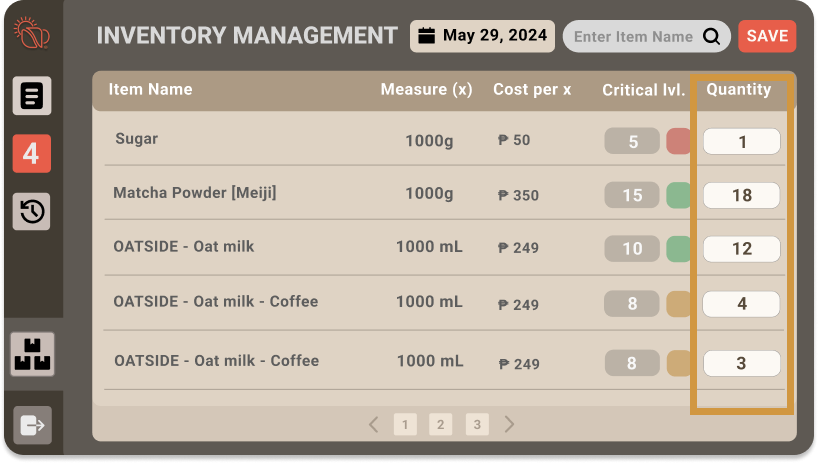 INVENTORY MANAGEMENT May 29, 2024 Enter Item Name SAVE
Item Name Measure (x) Cost per x Critical lvl. Quantity
Sugar 1000g ₱ 50 5 1
Matcha Powder [Meiji] 1000g ₱ 350 15 18
4
OATSIDE - Oat milk 1000 mL ₱ 249 10 12
OATSIDE - Oat milk - Coffee 1000 mL ₱ 249 8 4
OATSIDE - Oat milk - Coffee 1000 mL ₱ 249 8 3
1 2 3